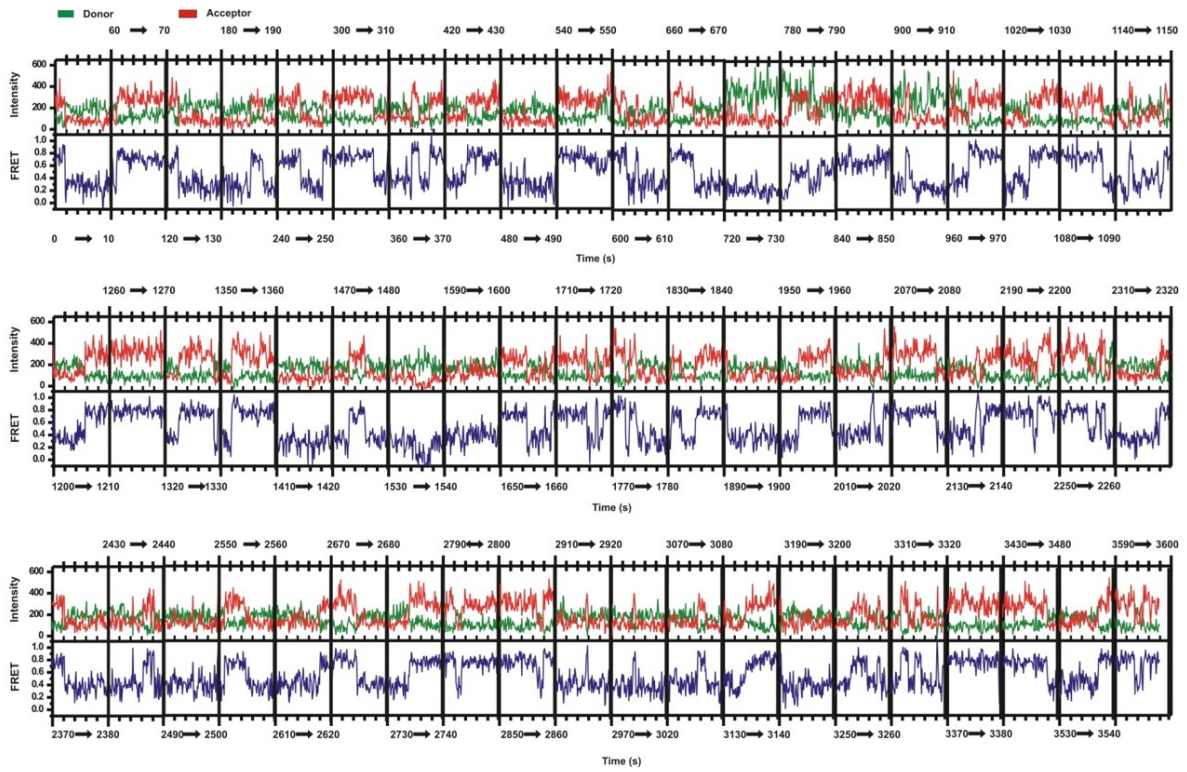 Donor Acceptor
60 → 70 180 → 190 300 → 310 420 → 430 540 → 550 660 → 670 780 → 790 900 → 910 1020 → 1030 1140 → 1150
600
400
200
0
Intensity
1.0
0.8
0.6
0.4
0.2
0.0
FRET
0 → 10 120 → 130 240 → 250 360 → 370 480 → 490 600 → 610 720 → 730 840 → 850 960 → 970 1080 → 1090
Time (s)
1260 → 1270 1350 → 1360 1470 → 1480 1590 → 1600 1710 → 1720 1830 → 1840 1950 → 1960 2070 → 2080 2190 → 2200 2310 → 2320
600
400
200
0
Intensity
1.0
0.8
0.6
0.4
0.2
0.0
FRET
1200 → 1210 1320 → 1330 1410 → 1420 1530 → 1540 1650 → 1660 1770 → 1780 1890 → 1900 2010 → 2020 2130 → 2140 2250 → 2260
Time (s)
2430 → 2440 2550 → 2560 2670 → 2680 2790 → 2800 2910 → 2920 3070 → 3080 3190 → 3200 3310 → 3320 3430 → 3480 3590 → 3600
600
400
200
0
Intensity
1.0
0.8
0.6
0.4
0.2
0.0
FRET
2370 → 2380 2490 → 2500 2610 → 2620 2730 → 2740 2850 → 2860 2970 → 3020 3130 → 3140 3250 → 3260 3370 → 3380 3530 → 3540
Time (s)